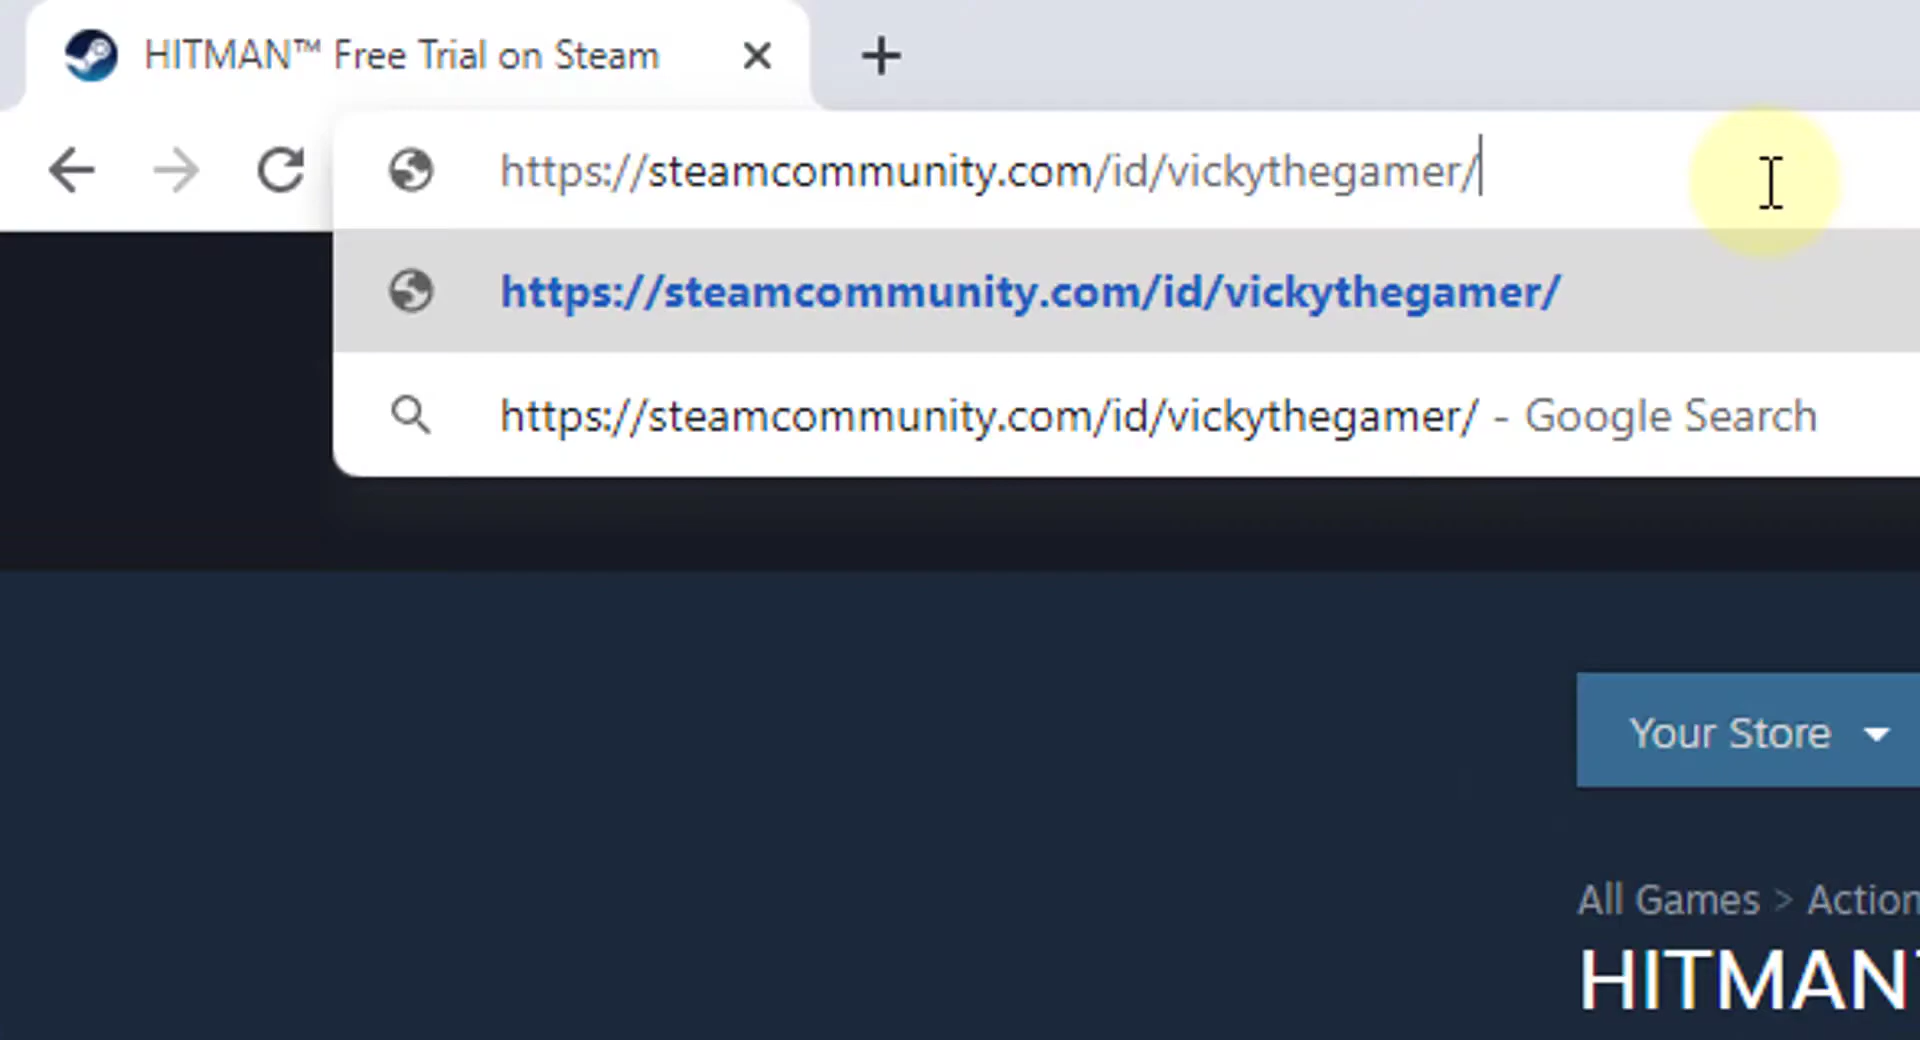 HITMAN™ Free Trial on Steam
https://steamcommunity.com/id/vickythegamer/
https://steamcommunity.com/id/vickythegamer/
https://steamcommunity.com/id/vickythegamer/ - Google Search
Your Store
All Games > Action
HITMAN